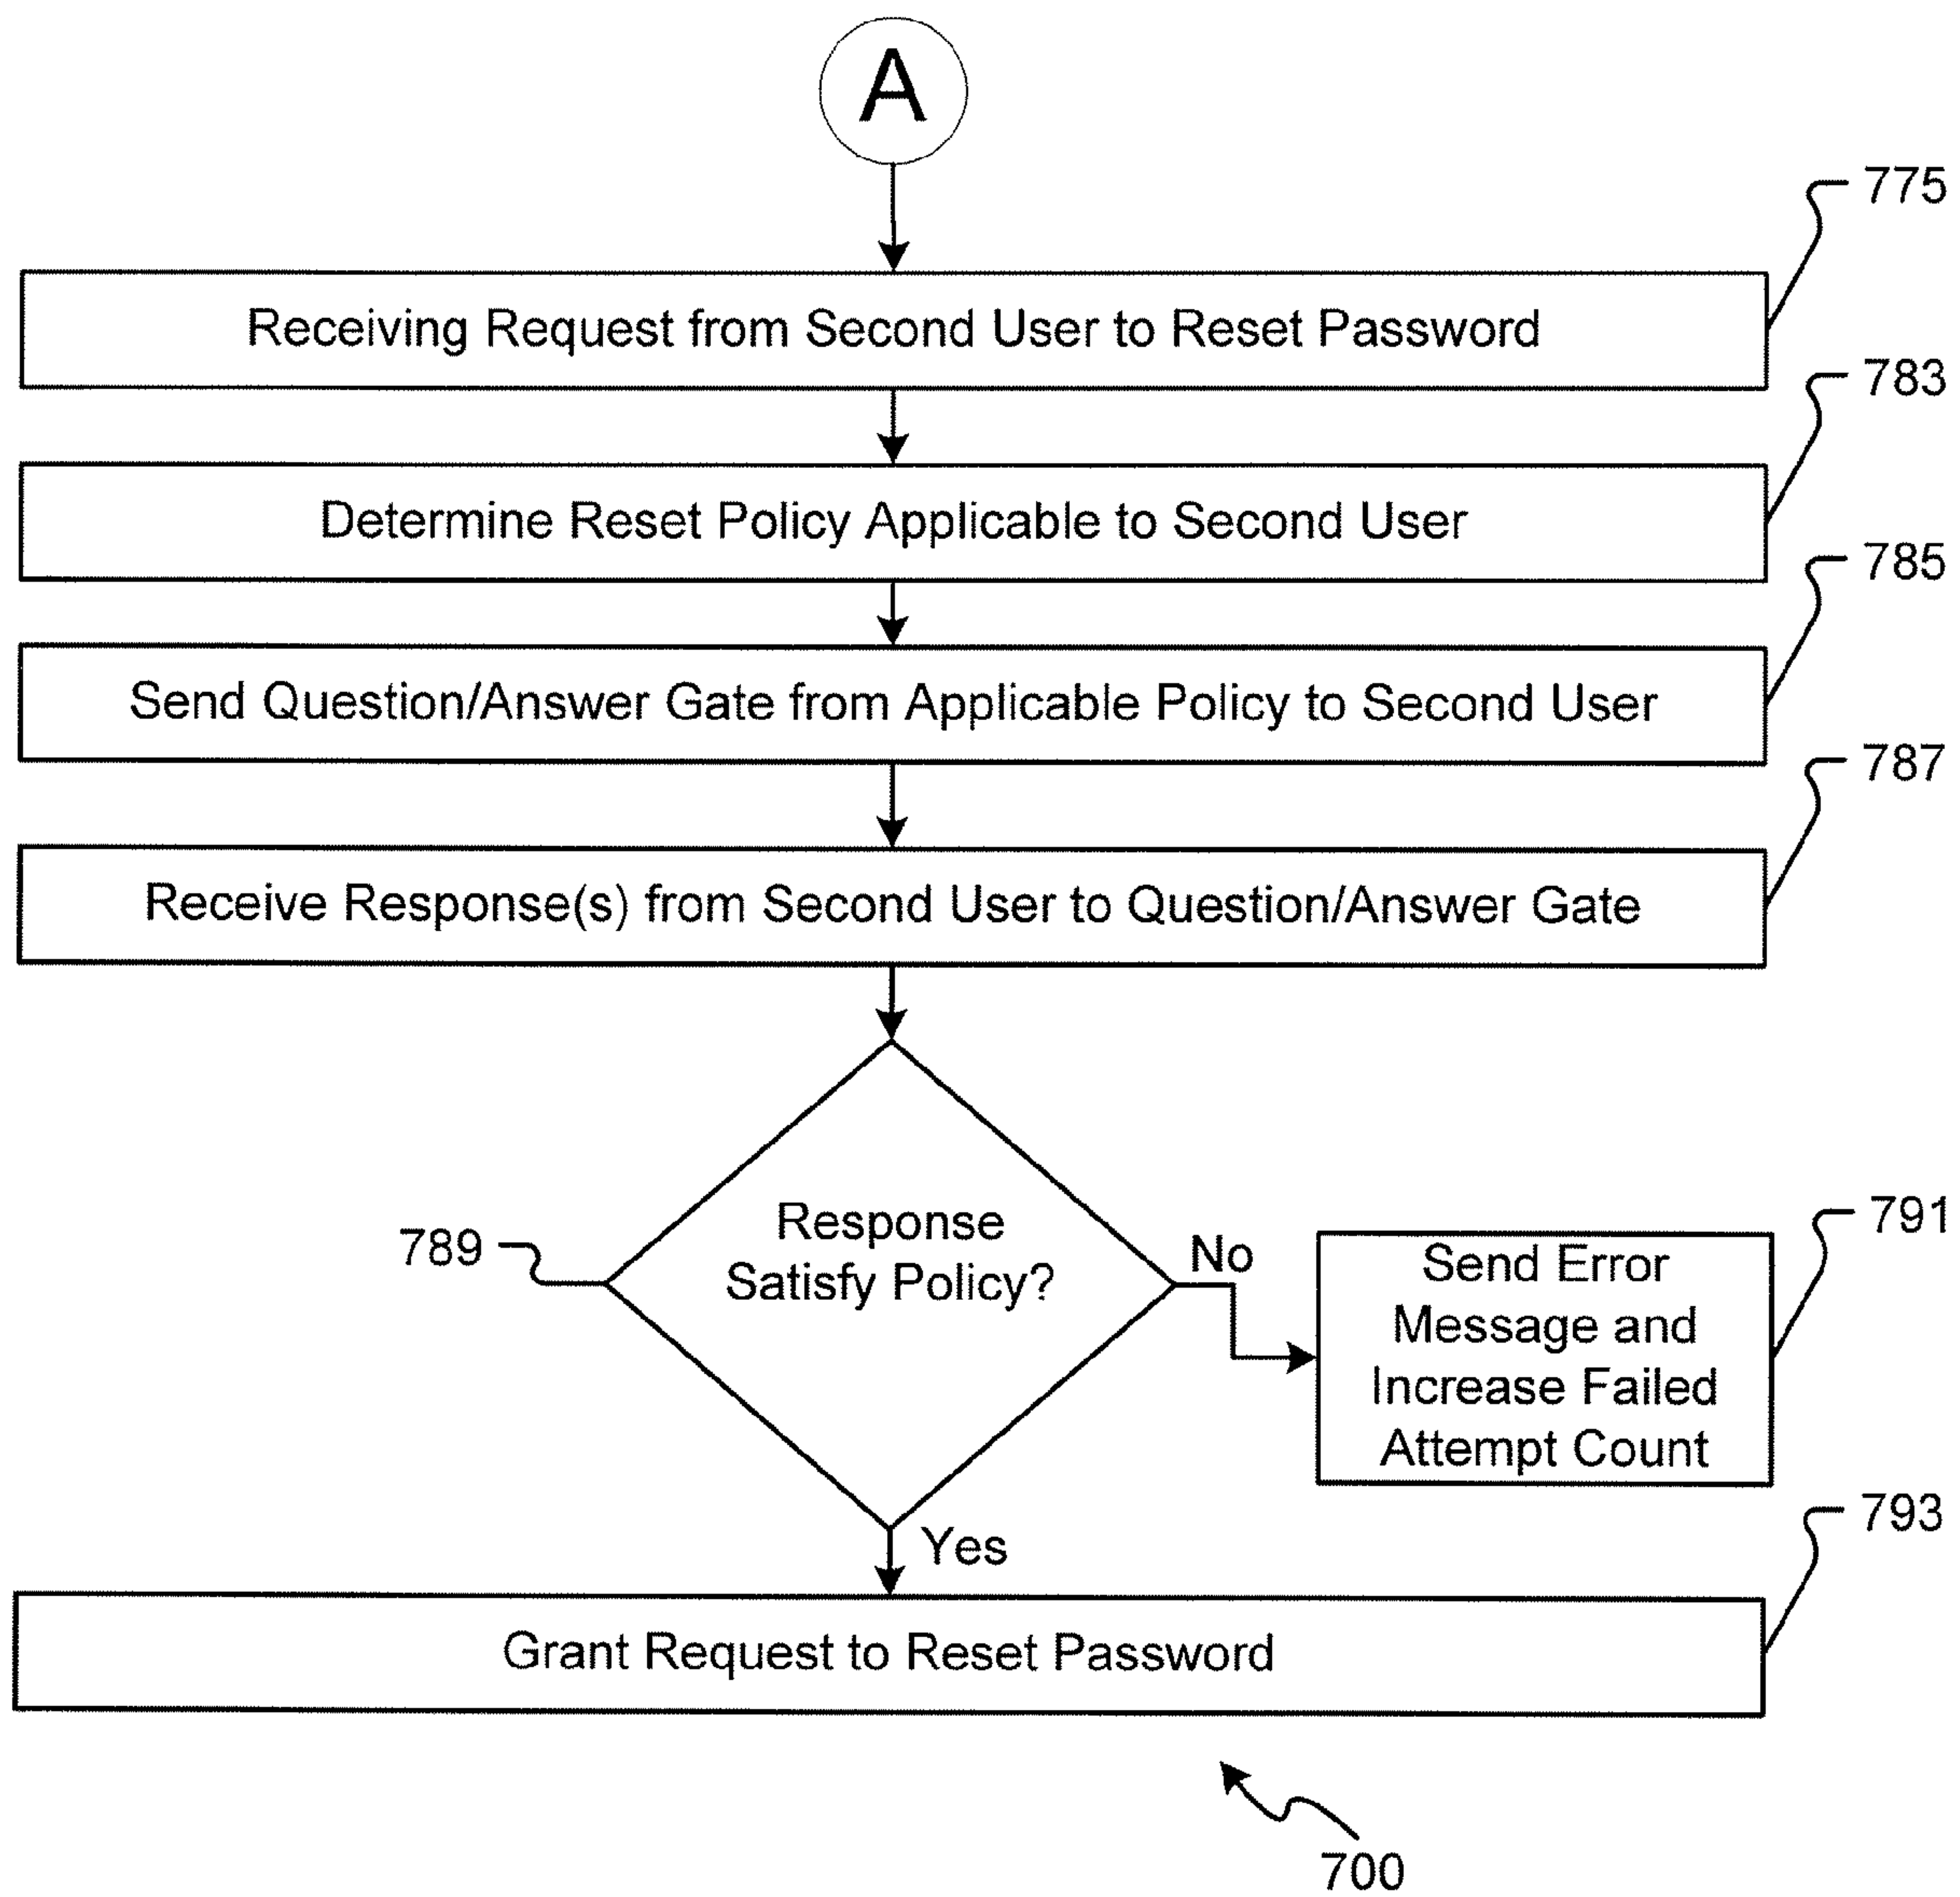 A
775
Receiving Request from Second User to Reset Password
783
Determine Reset Policy Applicable to Second User
785
Send Question/Answer Gate from Applicable Policy to Second User
787
Receive Response(s) from Second User to Question/Answer Gate
789
Response
Satisfy Policy?
No
791
Send Error
Message and
Increase Failed
Attempt Count
Yes
793
Grant Request to Reset Password
700